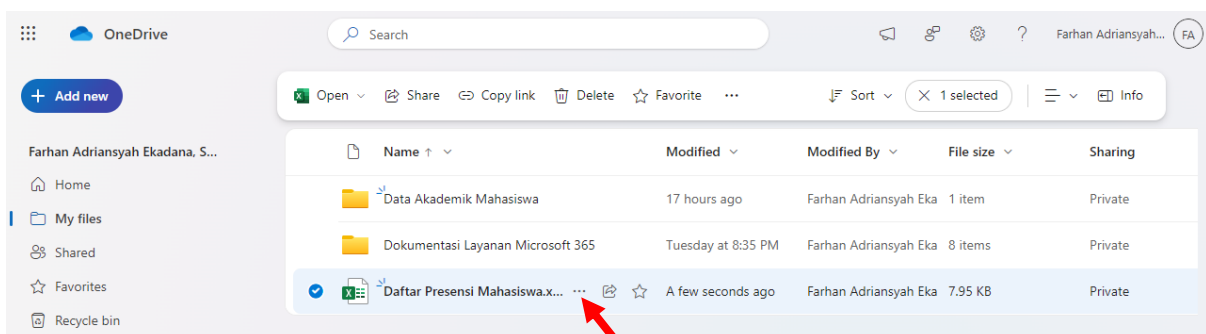 OneDrive
Search
Farhan Adriansyah... FA
Add new
Open Share Copy link Delete Favorite ... Sort 1 selected Info
Farhan Adriansyah Ekadana, S...
Home
My files
Shared
Favorites
Recycle bin
Name Modified Modified By File size Sharing
Data Akademik Mahasiswa 17 hours ago Farhan Adriansyah Eka 1 item Private
Dokumentasi Layanan Microsoft 365 Tuesday at 8:35 PM Farhan Adriansyah Eka 8 items Private
Daftar Presensi Mahasiswa.x... ... A few seconds ago Farhan Adriansyah Eka 7.95 KB Private